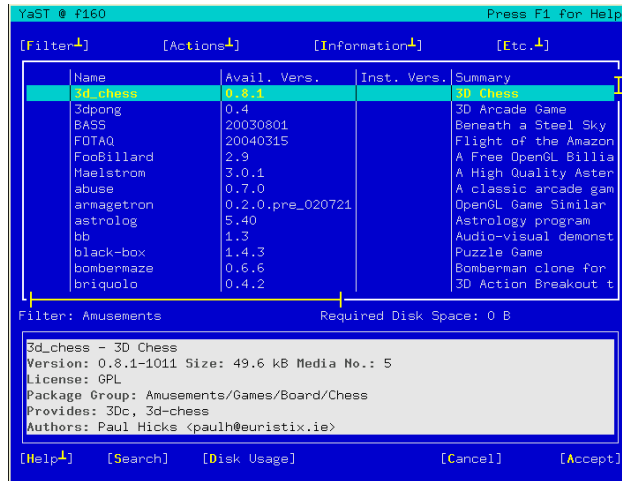 YaST @ f160 Press F1 for Help
[Filter┴] [Actions┴] [Information┴] [Etc.┴]
Name Avail. Vers. Inst. Vers. Summary
3d_chess 0.8.1 3D Chess
3dpong 0.4 3D Arcade Game
BASS 20030801 Beneath a Steel Sky
FOTAQ 20040315 Flight of the Amazon
FooBillard 2.9 A Free OpenGL Billia
Maelstrom 3.0.1 A High Quality Aster
abuse 0.7.0 A classic arcade gam
armagetron 0.2.0.pre_020721 OpenGL Game Similar
astrolog 5.40 Astrology program
bb 1.3 Audio-visual demonst
black-box 1.4.3 Puzzle Game
bombermaze 0.6.6 Bomberman clone for
briquolo 0.4.2 3D Action Breakout t
Filter: Amusements Required Disk Space: 0 B
3d_chess - 3D Chess
Version: 0.8.1-1011 Size: 49.6 kB Media No.: 5
License: GPL
Package Group: Amusements/Games/Board/Chess
Provides: 3Dc, 3d-chess
Authors: Paul Hicks <paulh@euristix.ie>
[Help┴] [Search] [Disk Usage] [Cancel] [Accept]